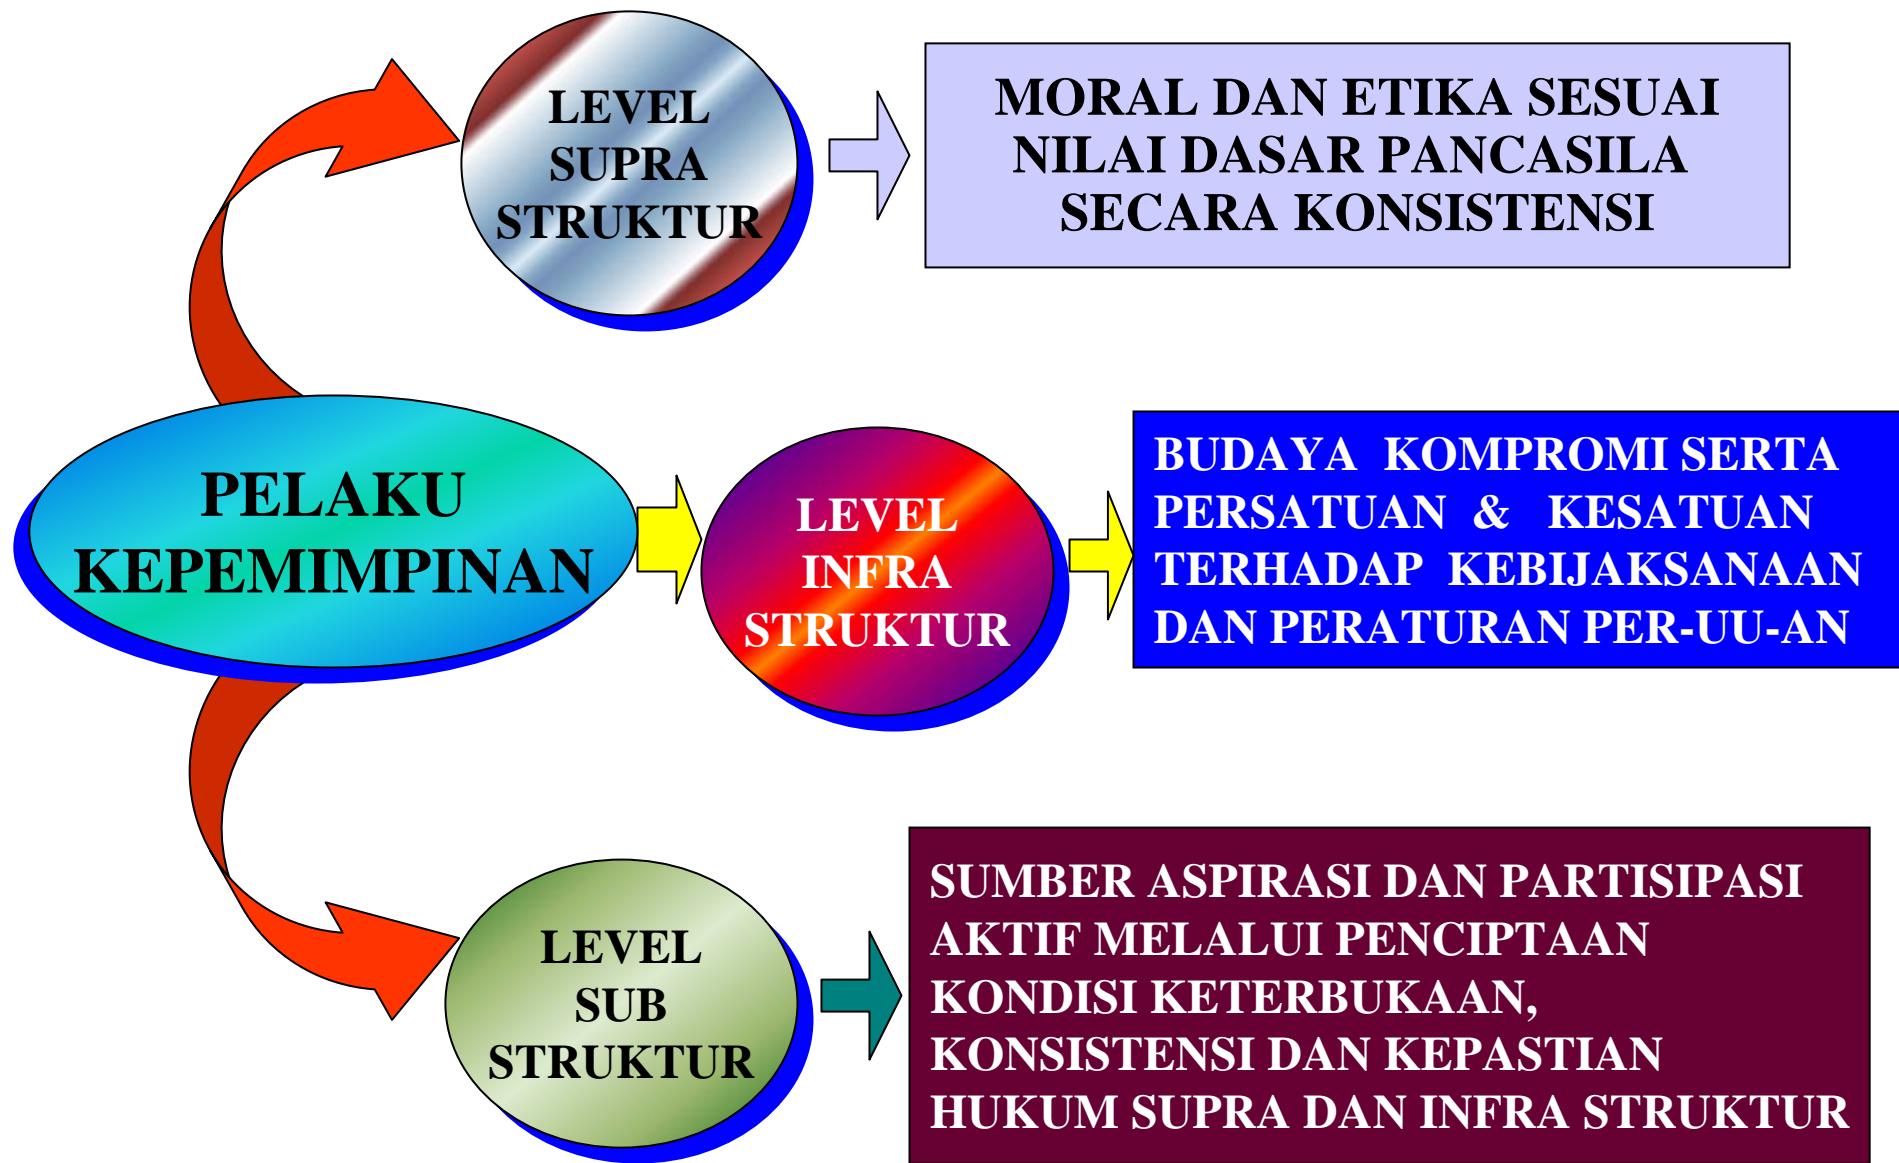 LEVEL
SUPRA
STRUKTUR
MORAL DAN ETIKA SESUAI
NILAI DASAR PANCASILA
SECARA KONSISTENSI
PELAKU
KEPEMIMPINAN
LEVEL
INFRA
STRUKTUR
BUDAYA KOMPROMI SERTA
PERSATUAN & KESATUAN
TERHADAP KEBIJAKSANAAN
DAN PERATURAN PER-UU-AN
LEVEL
SUB
STRUKTUR
SUMBER ASPIRASI DAN PARTISIPASI
AKTIF MELALUI PENCIPTAAN
KONDISI KETERBUKAAN,
KONSISTENSI DAN KEPASTIAN
HUKUM SUPRA DAN INFRA STRUKTUR